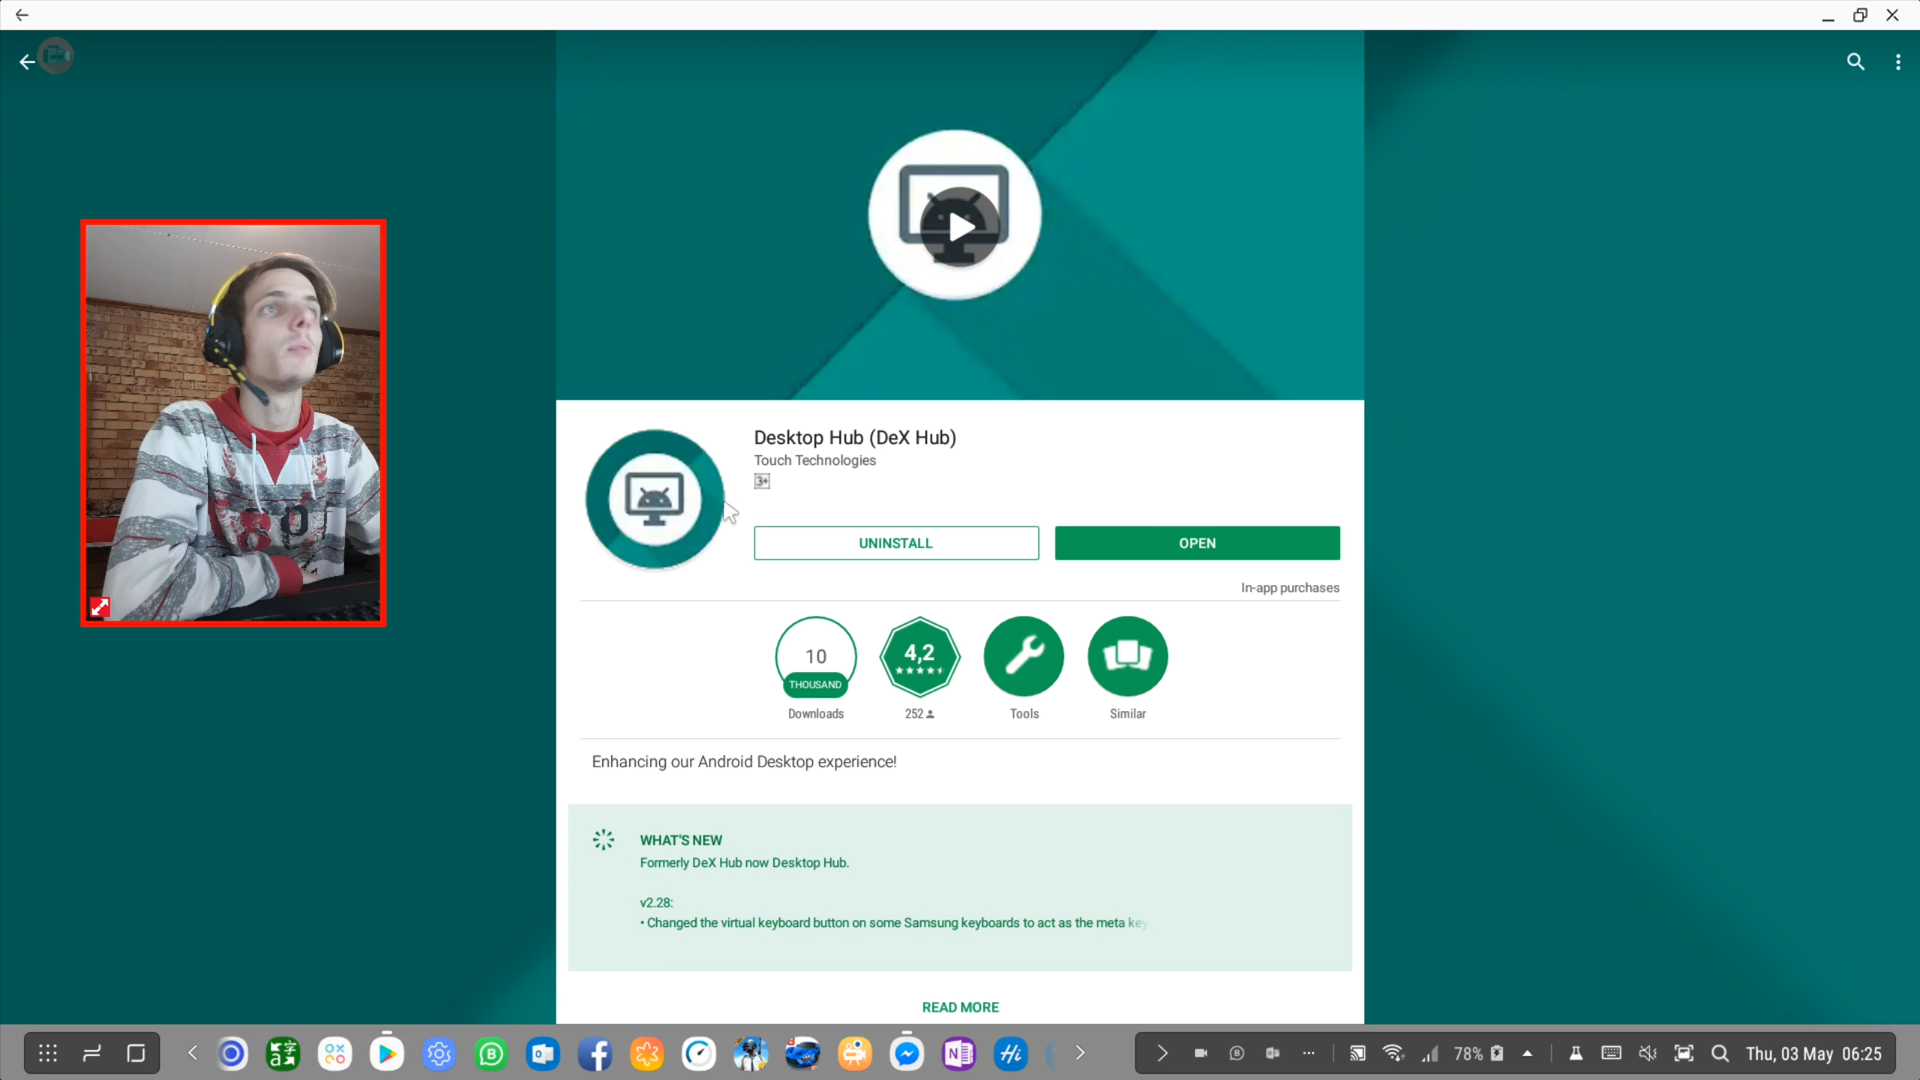 Desktop Hub (DeX Hub)
Touch Technologies
3+
UNINSTALL
OPEN
In-app purchases
10
THOUSAND
Downloads
4,2
252
Tools
Similar
Enhancing our Android Desktop experience!
WHAT'S NEW
Formerly DeX Hub now Desktop Hub.
v2.28:
• Changed the virtual keyboard button on some Samsung keyboards to act as the meta key
READ MORE
78%
Thu, 03 May 06:25